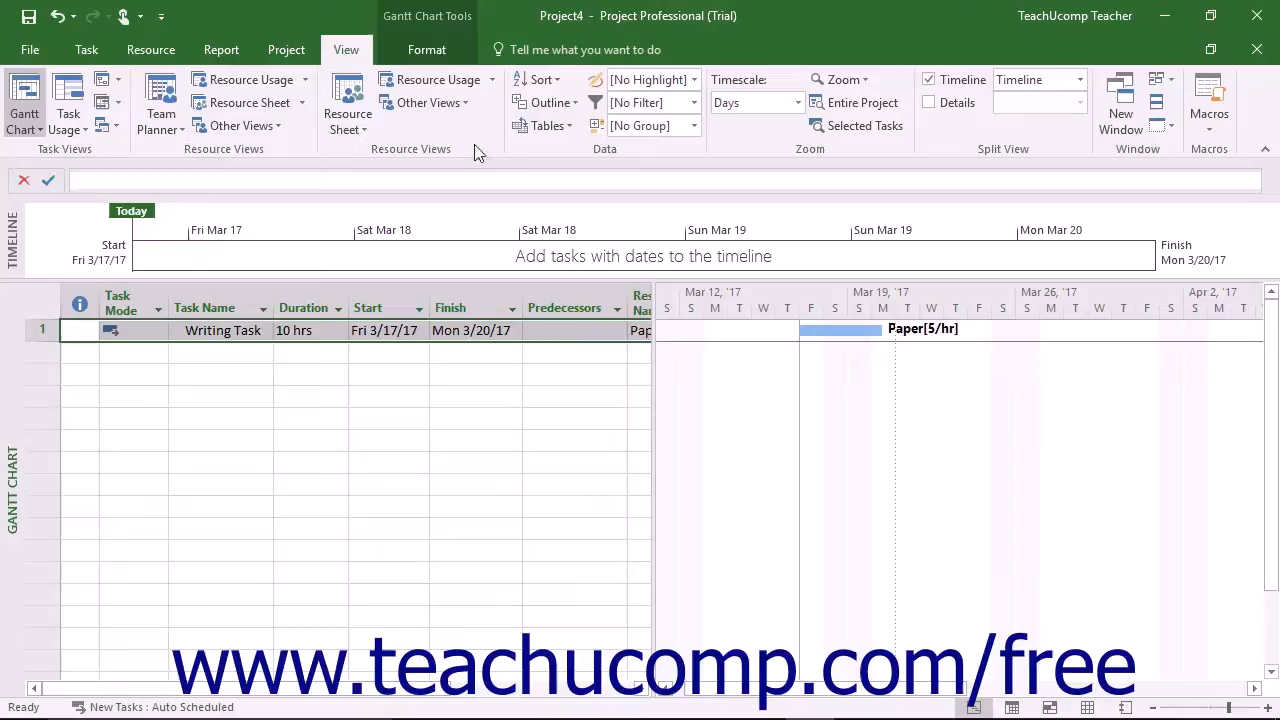 Gantt Chart Tools
Project4 - Project Professional (Trial)
TeachUcomp Teacher
File Task Resource Report Project View Format Tell me what you want to do
Gantt Chart
Task Usage
Task Views
Team Planner
Resource Usage
Resource Sheet
Other Views
Resource Views
Resource Sheet
Resource Usage
Other Views
Resource Views
Sort
Outline
Tables
[No Highlight]
[No Filter]
[No Group]
Data
Timescale:
Days
Zoom
Entire Project
Selected Tasks
Zoom
Timeline Timeline
Details
Split View
New Window
Window
Macros
Macros
TIMELINE
Today
Start
Fri 3/17/17
Fri Mar 17 Sat Mar 18 Sat Mar 18 Sun Mar 19 Sun Mar 19 Mon Mar 20
Add tasks with dates to the timeline
Finish
Mon 3/20/17
GANTT CHART
Task Mode Task Name Duration Start Finish Predecessors Res Na
Mar 12, '17 Mar 19, '17 Mar 26, '17 Apr 2, '17
S S M T W T F S S M T W T F S S M T W T F S S M T
1 Writing Task 10 hrs Fri 3/17/17 Mon 3/20/17 Pap
Paper[5/hr]
www.teachucomp.com/free
Ready New Tasks : Auto Scheduled